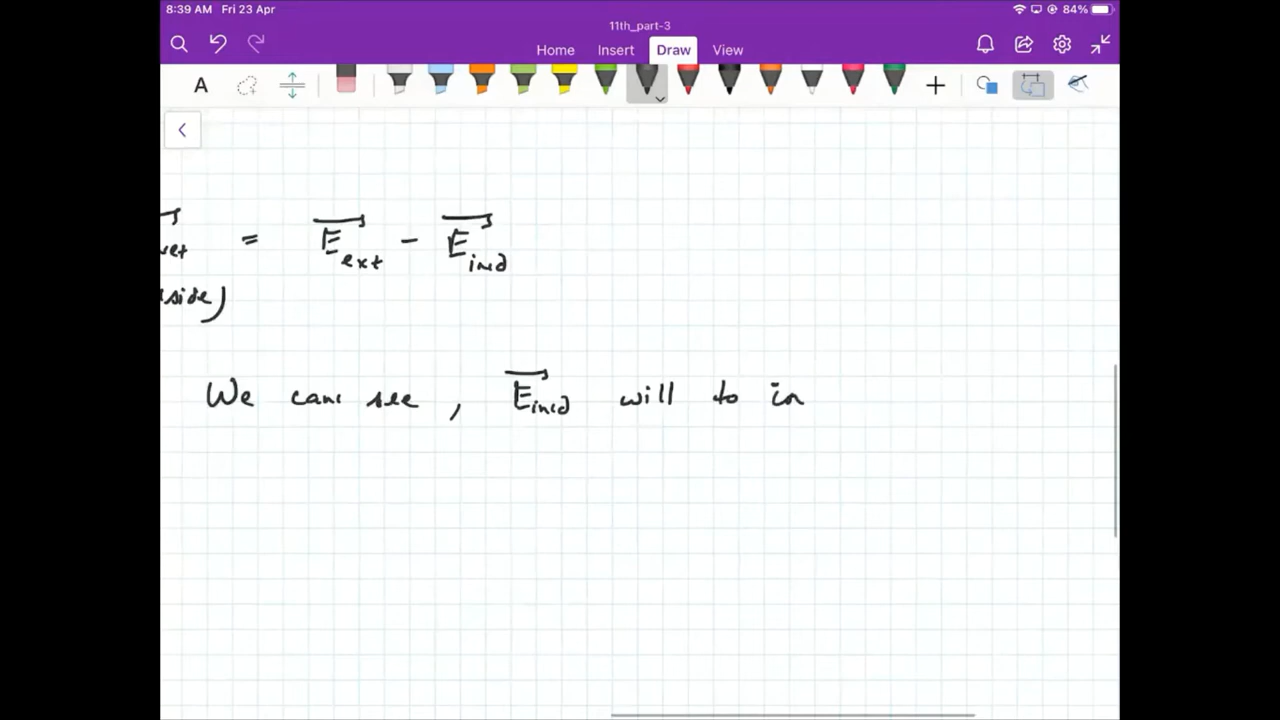 8:39 AM Fri 23 Apr
84%
11th_part-3
Home Insert Draw View
A
= E ext - E ind
side)
We can see, E ind will to in